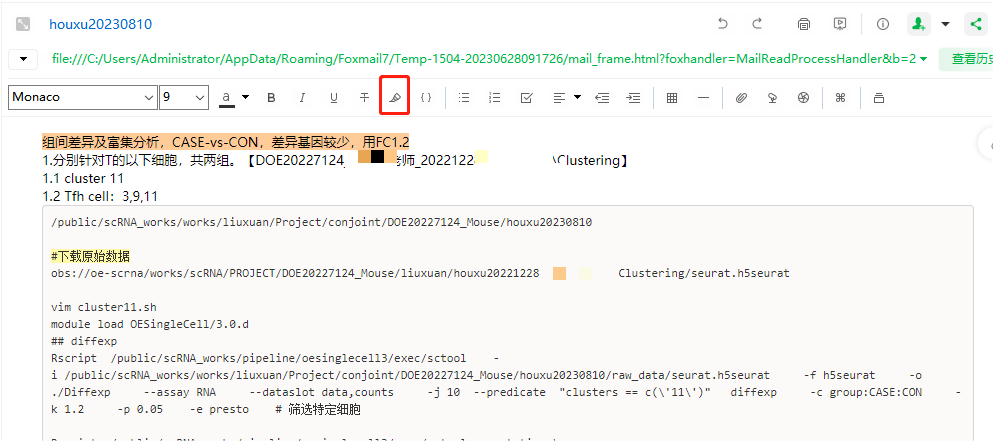 houxu20230810
file:///C:/Users/Administrator/AppData/Roaming/Foxmail7/Temp-1504-20230628091726/mail_frame.html?foxhandler=MailReadProcessHandler&b=2
查看历
Monaco 9 a B I U T { }
组间差异及富集分析，CASE-vs-CON，差异基因较少，用FC1.2
1.分别针对T的以下细胞，共两组。【DOE20227124_ 老师_2022122 \Clustering】
1.1 cluster 11
1.2 Tfh cell：3,9,11
/public/scRNA_works/works/liuxuan/Project/conjoint/DOE20227124_Mouse/houxu20230810
#下载原始数据
obs://oe-scrna/works/scRNA/PROJECT/DOE20227124_Mouse/liuxuan/houxu20221228 Clustering/seurat.h5seurat
vim cluster11.sh
module load OESingleCell/3.0.d
## diffexp
Rscript /public/scRNA_works/pipeline/oesinglecell3/exec/sctool -
i /public/scRNA_works/works/liuxuan/Project/conjoint/DOE20227124_Mouse/houxu20230810/raw_data/seurat.h5seurat -f h5seurat -o
./Diffexp --assay RNA --dataslot data,counts -j 10 --predicate "clusters == c(\'11\')" diffexp -c group:CASE:CON -
k 1.2 -p 0.05 -e presto # 筛选特定细胞